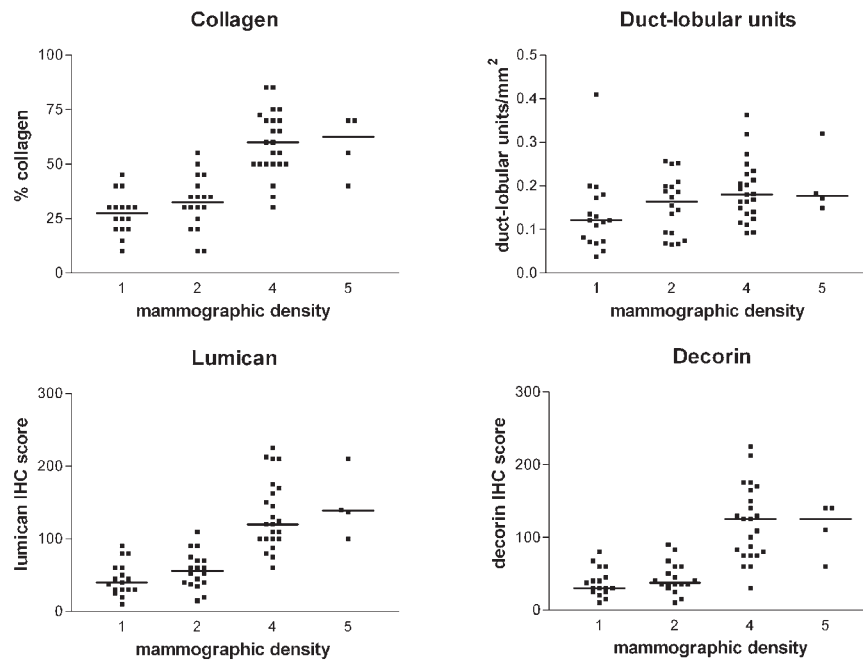 Collagen
% collagen
100
75
50
25
0
1 2 4 5
mammographic density
Duct-lobular units
duct-lobular units/mm²
0.5
0.4
0.3
0.2
0.1
0.0
1 2 4 5
mammographic density
Lumican
lumican IHC score
300
200
100
0
1 2 4 5
mammographic density
Decorin
decorin IHC score
300
200
100
0
1 2 4 5
mammographic density